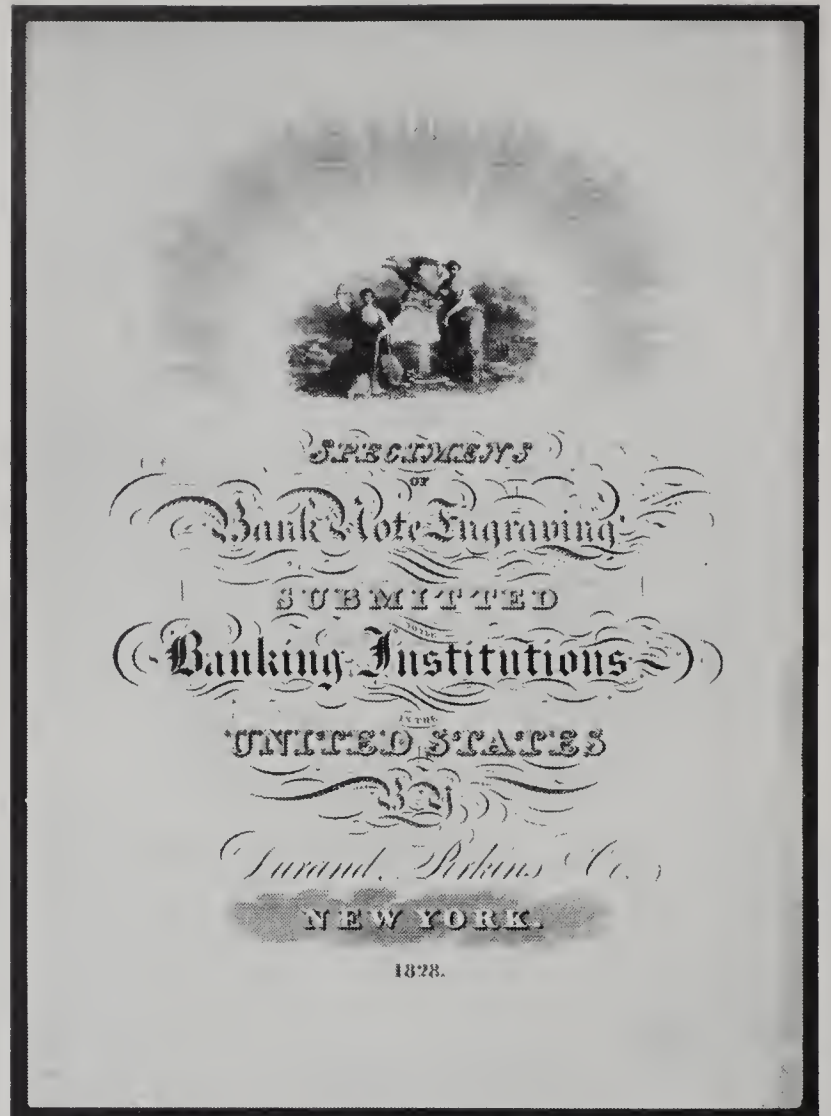 SPECIMENS
OF
Bank Note Engraving
SUBMITTED
TO THE
Banking Institutions
IN THE
UNITED STATES
By
Durand, Perkins & Co.
NEW YORK.
1828.